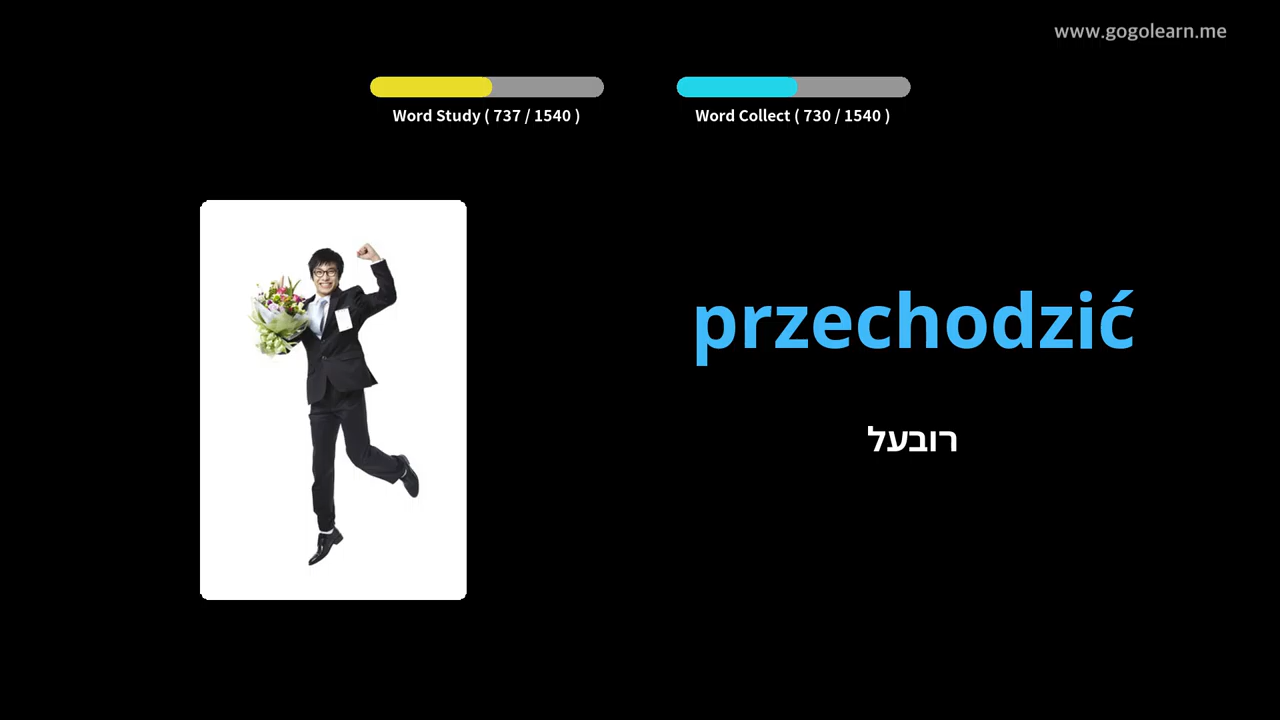 www.gogolearn.me
Word Study ( 737 / 1540 )
Word Collect ( 730 / 1540 )
przechodzić
רובעל